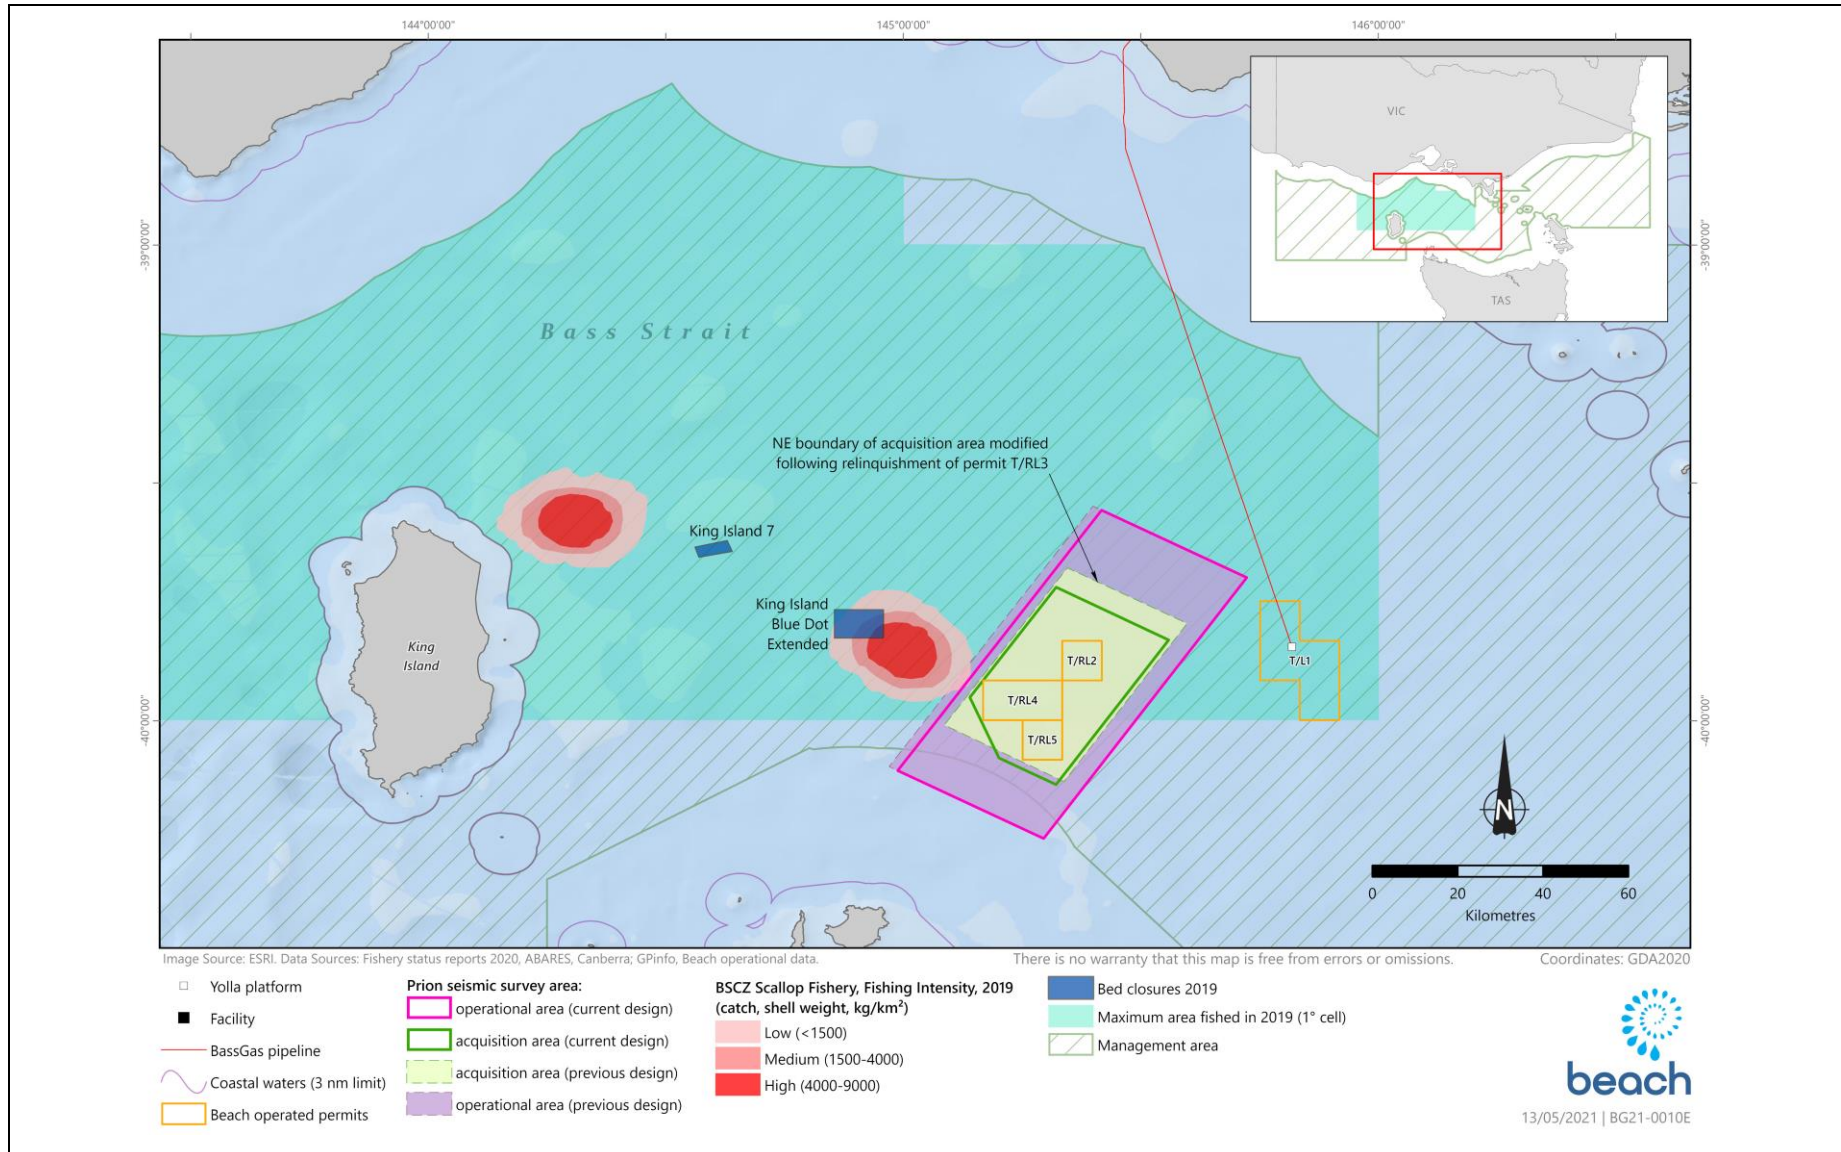 144°00'00"
145°00'00"
146°00'00"
VIC
TAS
-39°00'00"
-39°00'00"
Bass Strait
NE boundary of acquisition area modified
following relinquishment of permit T/RL3
King Island 7
King Island
Blue Dot
Extended
King
Island
T/RL2
T/L1
T/RL4
T/RL5
-40°00'00"
-40°00'00"
N
0 20 40 60
Kilometres
Image Source: ESRI. Data Sources: Fishery status reports 2020, ABARES, Canberra; GPinfo, Beach operational data.
There is no warranty that this map is free from errors or omissions.
Coordinates: GDA2020
Yolla platform
Facility
BassGas pipeline
Coastal waters (3 nm limit)
Beach operated permits
Prion seismic survey area:
operational area (current design)
acquisition area (current design)
acquisition area (previous design)
operational area (previous design)
BSCZ Scallop Fishery, Fishing Intensity, 2019
(catch, shell weight, kg/km²)
Low (<1500)
Medium (1500-4000)
High (4000-9000)
Bed closures 2019
Maximum area fished in 2019 (1° cell)
Management area
beach
13/05/2021 | BG21-0010E